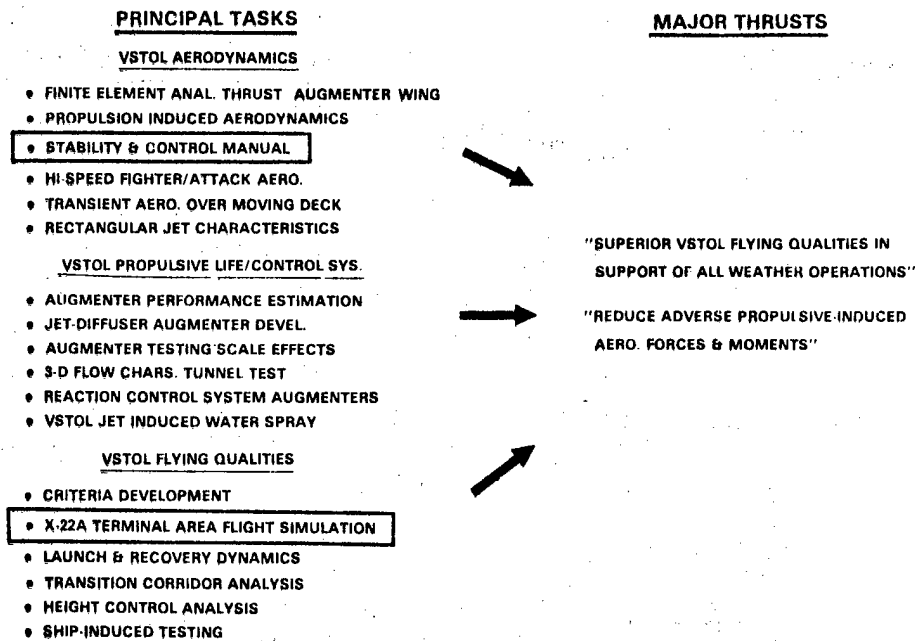 PRINCIPAL TASKS
VSTOL AERODYNAMICS
• FINITE ELEMENT ANAL. THRUST AUGMENTER WING
• PROPULSION INDUCED AERODYNAMICS
• STABILITY & CONTROL MANUAL
• HI-SPEED FIGHTER/ATTACK AERO.
• TRANSIENT AERO. OVER MOVING DECK
• RECTANGULAR JET CHARACTERISTICS
VSTOL PROPULSIVE LIFE/CONTROL SYS.
• AUGMENTER PERFORMANCE ESTIMATION
• JET-DIFFUSER AUGMENTER DEVEL.
• AUGMENTER TESTING SCALE EFFECTS
• 3-D FLOW CHARS. TUNNEL TEST
• REACTION CONTROL SYSTEM AUGMENTERS
• VSTOL JET INDUCED WATER SPRAY
VSTOL FLYING QUALITIES
• CRITERIA DEVELOPMENT
• X-22A TERMINAL AREA FLIGHT SIMULATION
• LAUNCH & RECOVERY DYNAMICS
• TRANSITION CORRIDOR ANALYSIS
• HEIGHT CONTROL ANALYSIS
• SHIP-INDUCED TESTING
MAJOR THRUSTS
"SUPERIOR VSTOL FLYING QUALITIES IN
SUPPORT OF ALL WEATHER OPERATIONS"
"REDUCE ADVERSE PROPULSIVE-INDUCED
AERO. FORCES & MOMENTS"